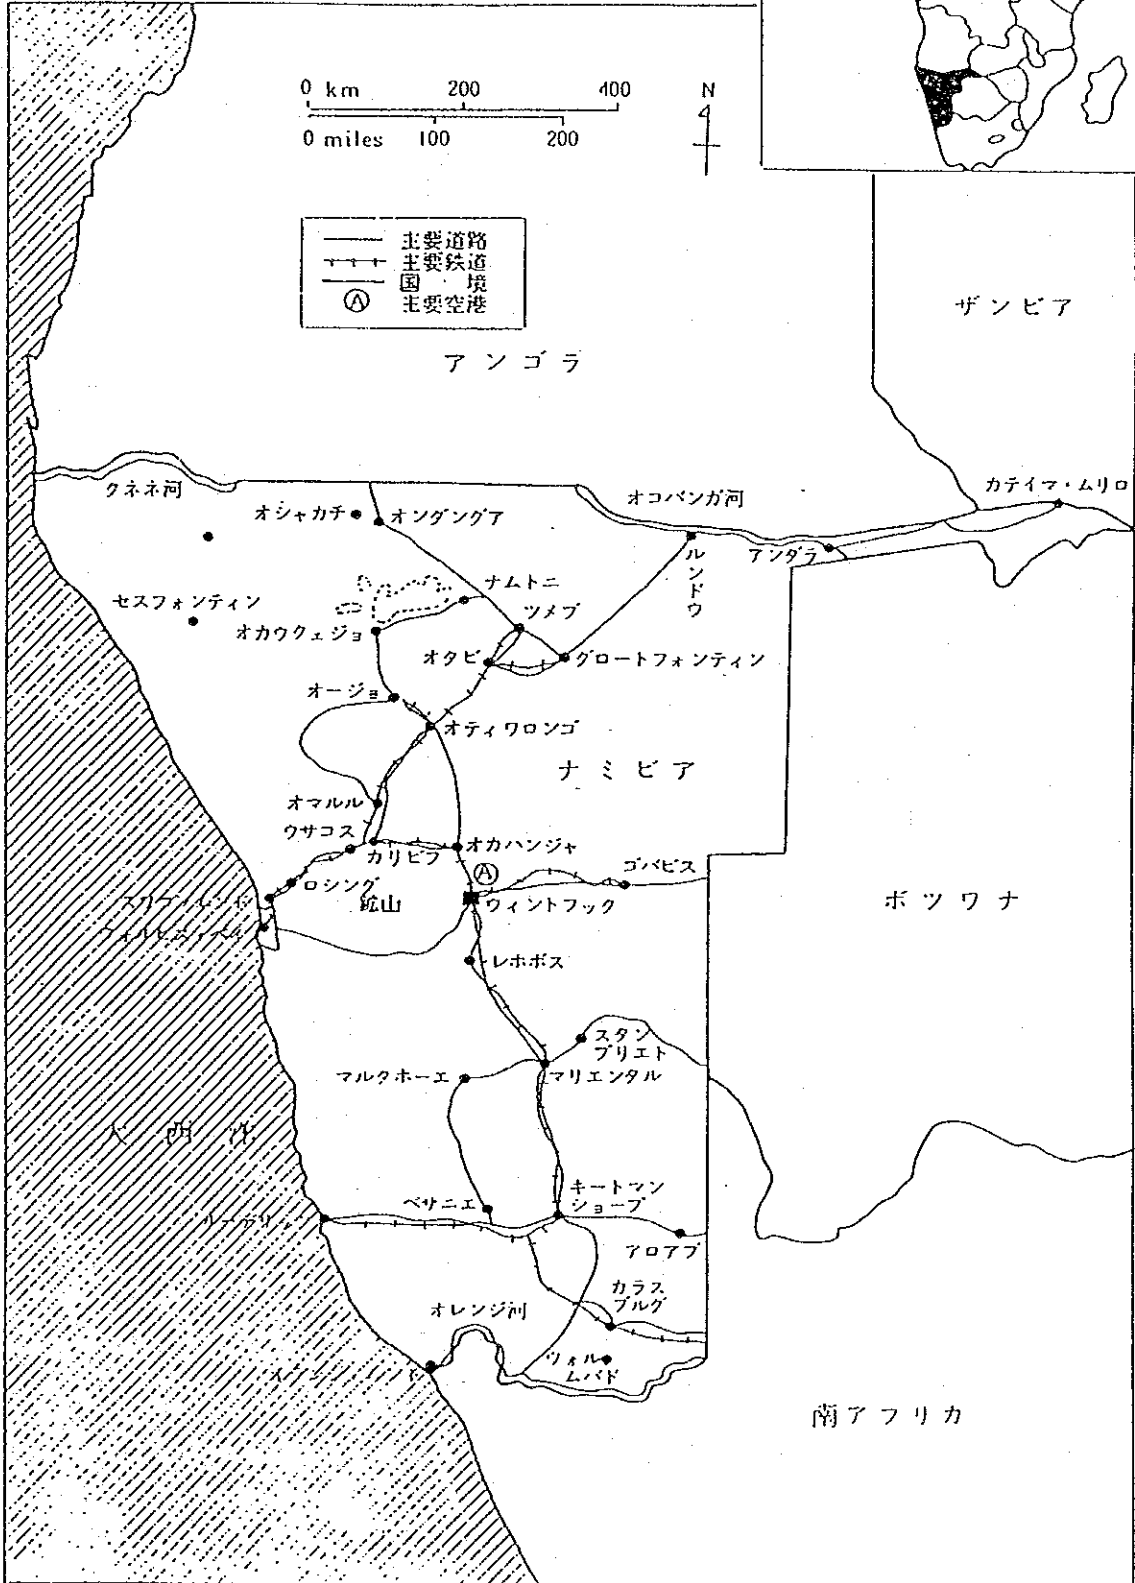 0 km 200 400
0 miles 100 200
N
主要道路
主要鉄道
国 境
主要空港
Ⓐ
ザンビア
アンゴラ
クネネ河
オコバンガ河
カティマ・ムリロ
オシャカチ
オンダングア
アンダラ
ルンドウ
ナムトニ
セスフォンティン
ツメブ
オカウクェジョ
オタビ
グロートフォンティン
オージョ
オティワロンゴ
ナミビア
オマルル
ウサコス
カリビブ
オカハンジャ
Ⓐ
ゴバビス
ロシング
鉱山
ウィントフック
ボツワナ
レホボス
スタン
プリエト
マルタホーエ
マリエンタル
大西洋
キートマン
ショープ
ベサニエ
アロアブ
カラス
ブルグ
オレンジ河
ツォル
ムバド
南アフリカ